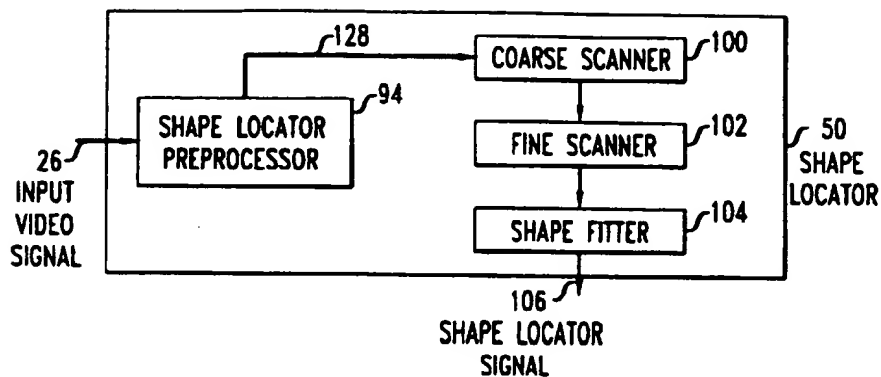 128
COARSE SCANNER
100
94
SHAPE LOCATOR
PREPROCESSOR
26
INPUT
VIDEO
SIGNAL
FINE SCANNER
102
50
SHAPE
LOCATOR
SHAPE FITTER
104
106
SHAPE LOCATOR
SIGNAL